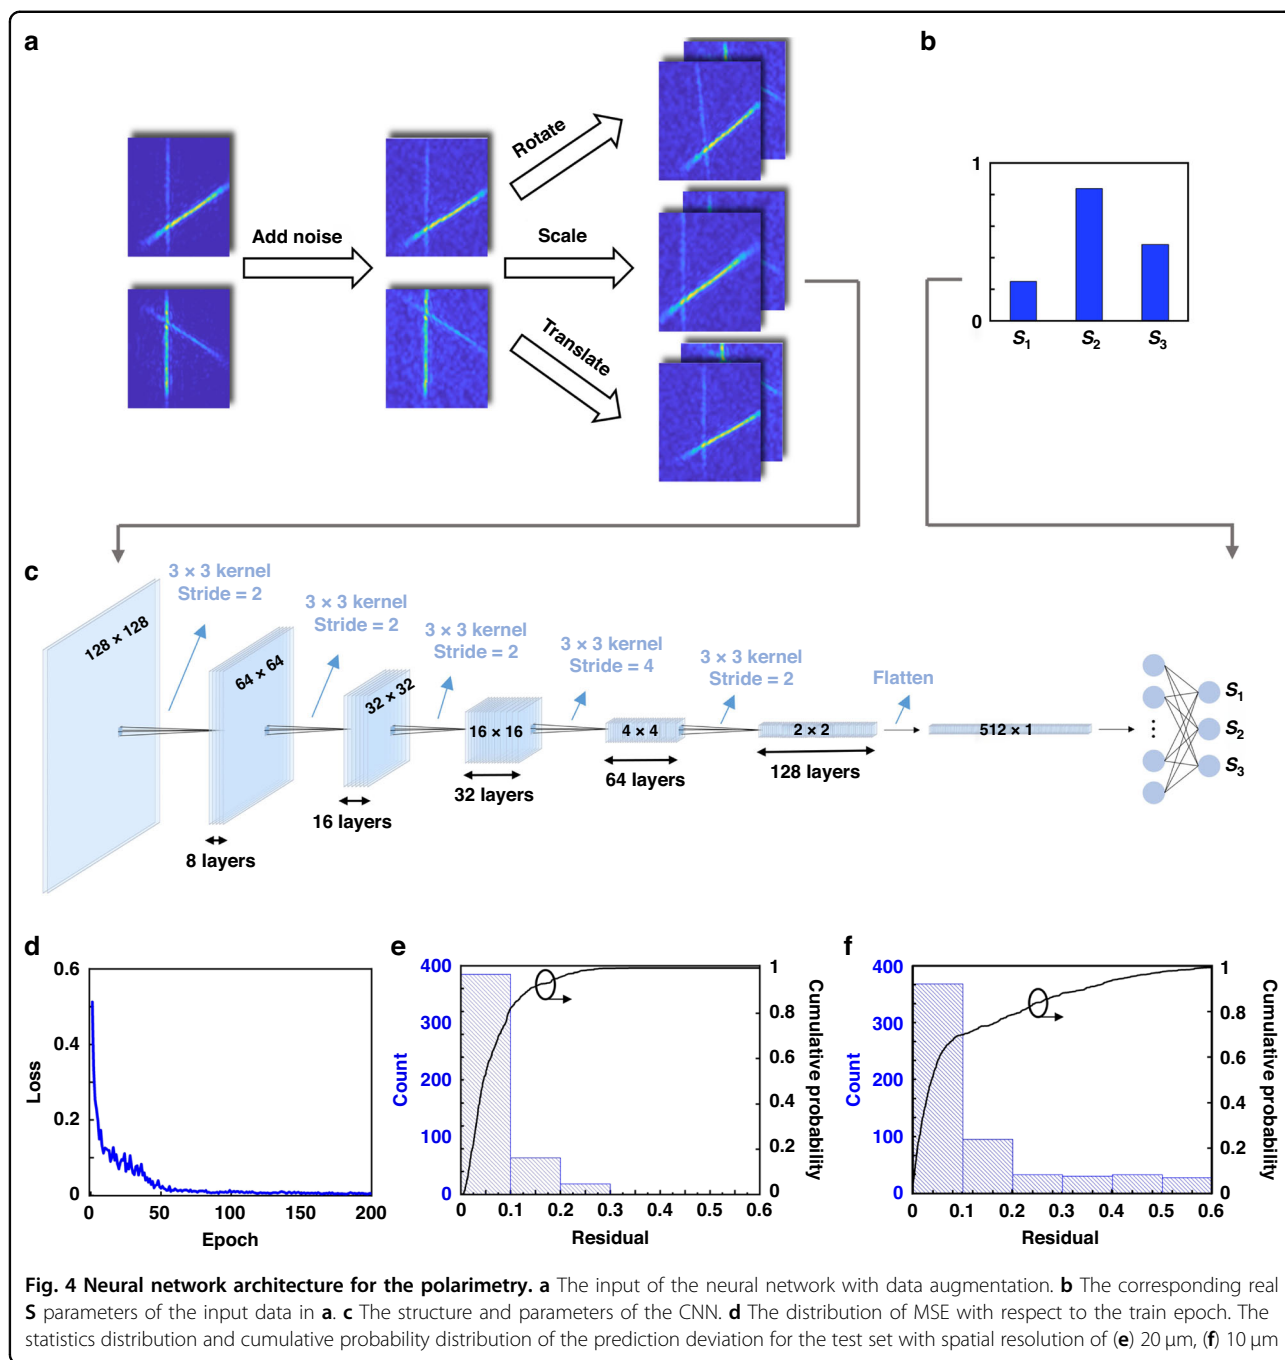 a
b
Add noise
Rotate
Scale
Translate
1
0
S1
S2
S3
c
3 × 3 kernel
Stride = 2
3 × 3 kernel
Stride = 2
3 × 3 kernel
Stride = 2
3 × 3 kernel
Stride = 4
3 × 3 kernel
Stride = 2
Flatten
128 × 128
64 × 64
32 × 32
16 × 16
4 × 4
2 × 2
512 × 1
8 layers
16 layers
32 layers
64 layers
128 layers
S1
S2
S3
d
0.6
0.4
0.2
0
Loss
0
50
100
150
200
Epoch
e
400
300
200
100
0
Count
1
0.8
0.6
0.4
0.2
0
Cumulative probability
0
0.1
0.2
0.3
0.4
0.5
0.6
Residual
f
400
300
200
100
0
Count
1
0.8
0.6
0.4
0.2
0
Cumulative probability
0
0.1
0.2
0.3
0.4
0.5
0.6
Residual
Fig. 4 Neural network architecture for the polarimetry. a The input of the neural network with data augmentation. b The corresponding real
S parameters of the input data in a. c The structure and parameters of the CNN. d The distribution of MSE with respect to the train epoch. The
statistics distribution and cumulative probability distribution of the prediction deviation for the test set with spatial resolution of (e) 20 μm, (f) 10 μm